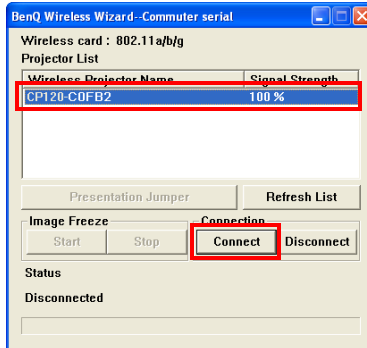 BenQ Wireless Wizard--Commuter serial
Wireless card : 802.11a/b/g
Projector List
Wireless Projector Name Signal Strength
CP120-C0FB2 100 %
Presentation Jumper Refresh List
Image Freeze Connection
Start Stop Connect Disconnect
Status
Disconnected